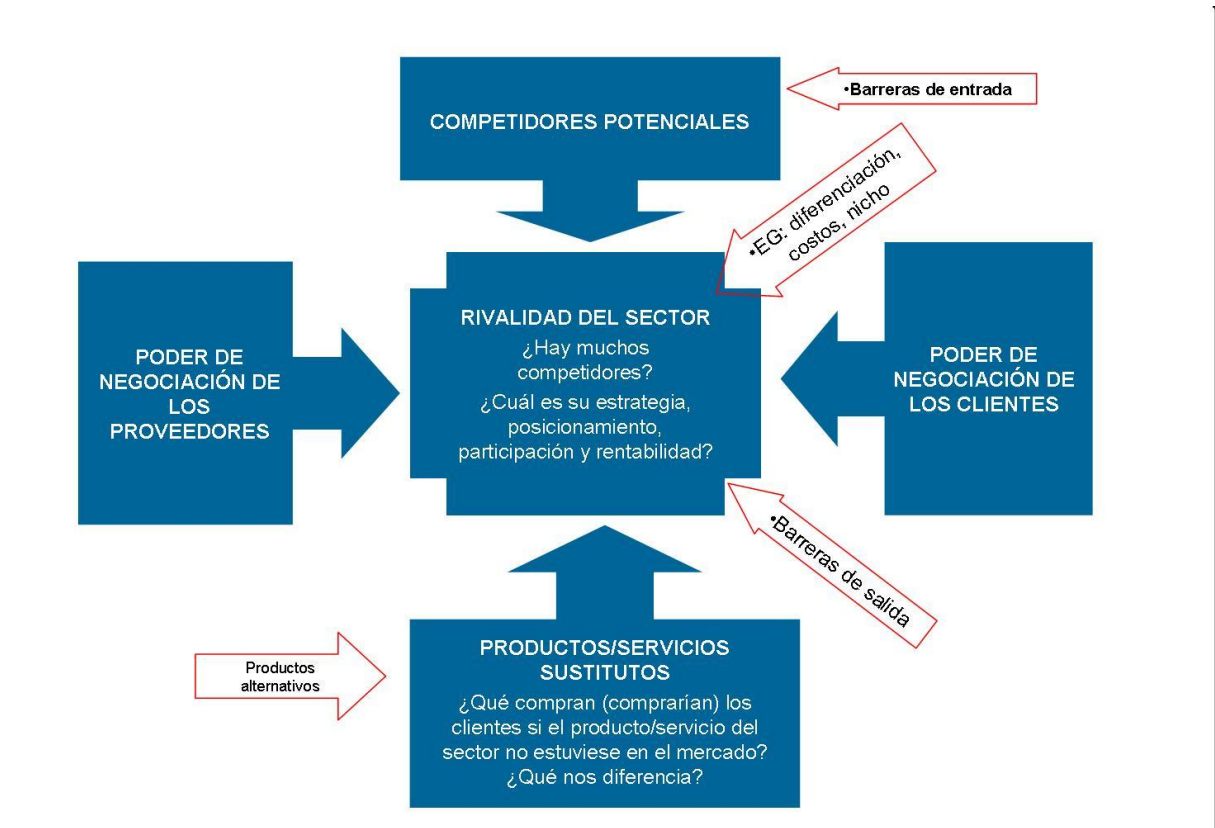 COMPETIDORES POTENCIALES
•Barreras de entrada
•EG: diferenciación,
costos, nicho
PODER DE
NEGOCIACIÓN DE
LOS
PROVEEDORES
RIVALIDAD DEL SECTOR
¿Hay muchos
competidores?
¿Cuál es su estrategia,
posicionamiento,
participación y rentabilidad?
PODER DE
NEGOCIACIÓN DE
LOS CLIENTES
•Barreras de salida
Productos
alternativos
PRODUCTOS/SERVICIOS
SUSTITUTOS
¿Qué compran (comprarían) los
clientes si el producto/servicio del
sector no estuviese en el mercado?
¿Qué nos diferencia?